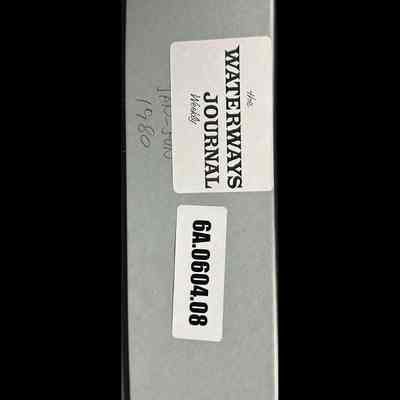 the
WATERWAYS
JOURNAL
Weekly
JAN-JUN
1980
6A.0604.08